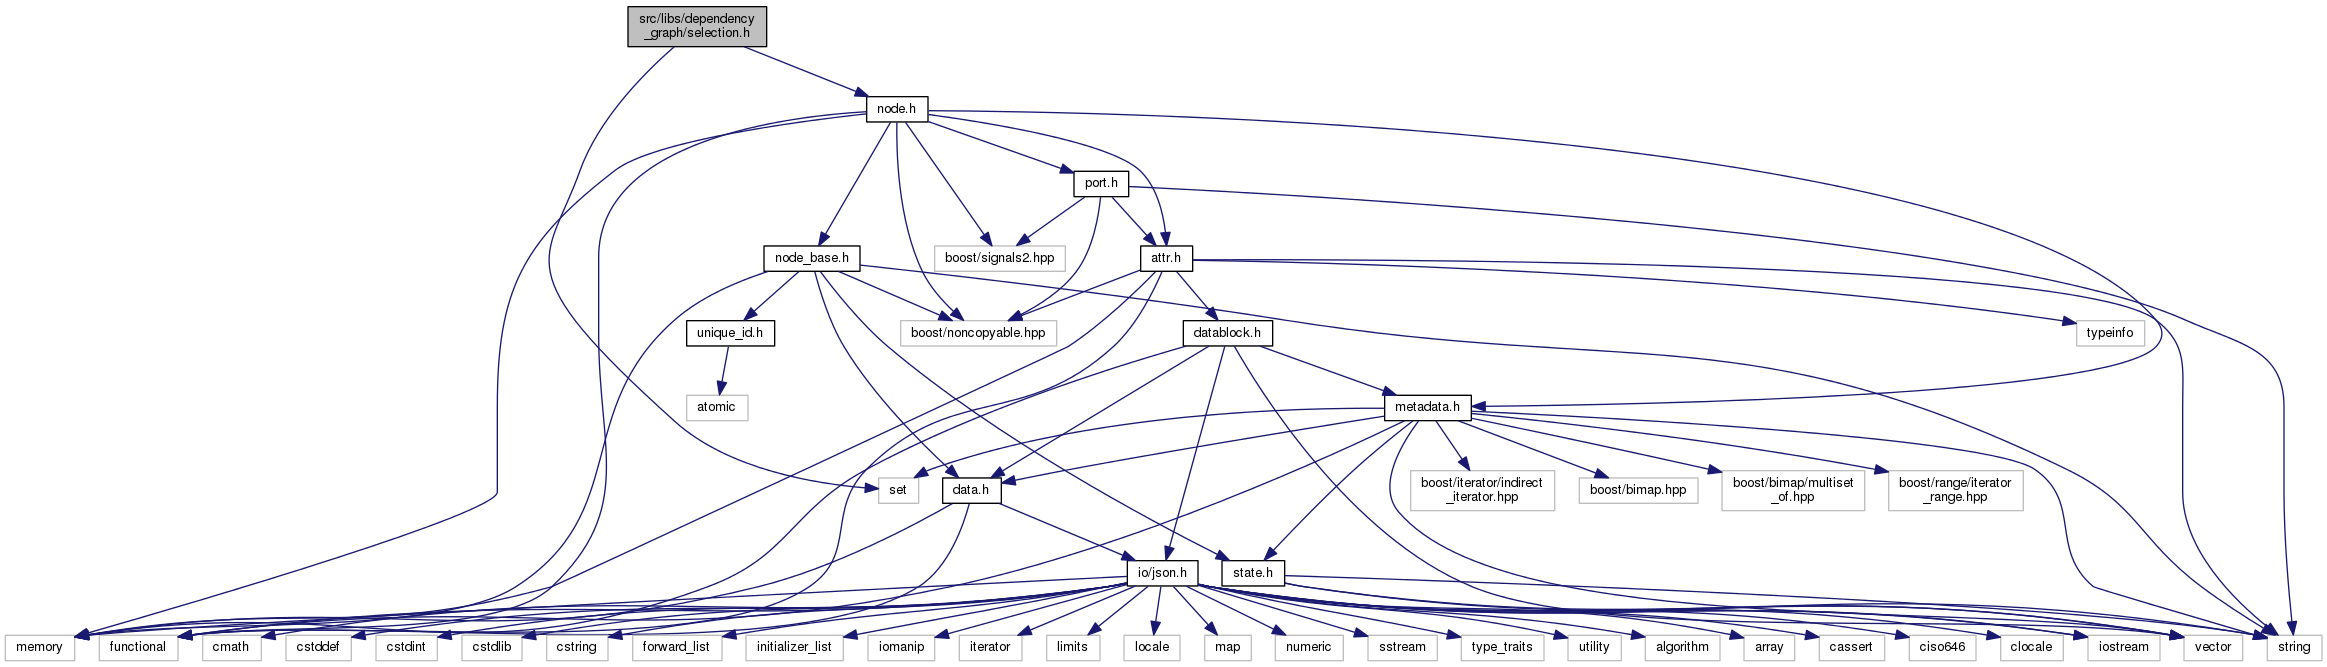 src/libs/dependency
_graph/selection.h
node.h
port.h
node_base.h
boost/signals2.hpp
attr.h
unique_id.h
boost/noncopyable.hpp
datablock.h
typeinfo
atomic
metadata.h
set
data.h
boost/iterator/indirect
_iterator.hpp
boost/bimap.hpp
boost/bimap/multiset
_of.hpp
boost/range/iterator
_range.hpp
io/json.h
state.h
memory
functional
cmath
cstddef
cstdint
cstdlib
cstring
forward_list
initializer_list
iomanip
iterator
limits
locale
map
numeric
sstream
type_traits
utility
algorithm
array
cassert
ciso646
clocale
iostream
vector
string